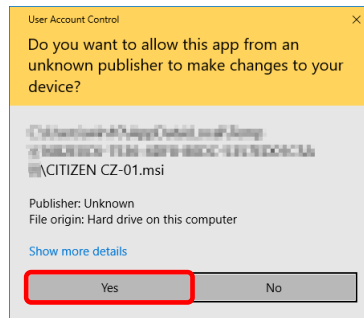 User Account Control
Do you want to allow this app from an
unknown publisher to make changes to your
device?
\CITIZEN CZ-01.msi
Publisher: Unknown
File origin: Hard drive on this computer
Show more details
Yes
No